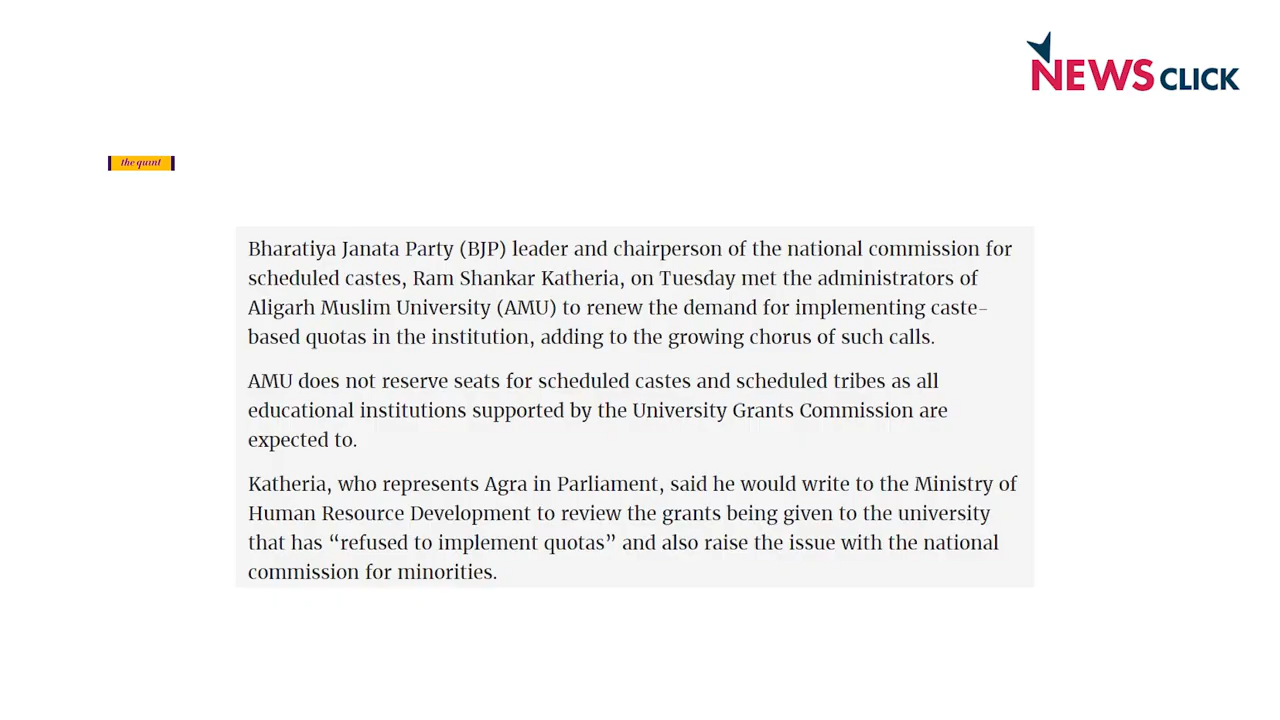 NEWS CLICK
the quint
Bharatiya Janata Party (BJP) leader and chairperson of the national commission for
scheduled castes, Ram Shankar Katheria, on Tuesday met the administrators of
Aligarh Muslim University (AMU) to renew the demand for implementing caste-
based quotas in the institution, adding to the growing chorus of such calls.
AMU does not reserve seats for scheduled castes and scheduled tribes as all
educational institutions supported by the University Grants Commission are
expected to.
Katheria, who represents Agra in Parliament, said he would write to the Ministry of
Human Resource Development to review the grants being given to the university
that has “refused to implement quotas” and also raise the issue with the national
commission for minorities.